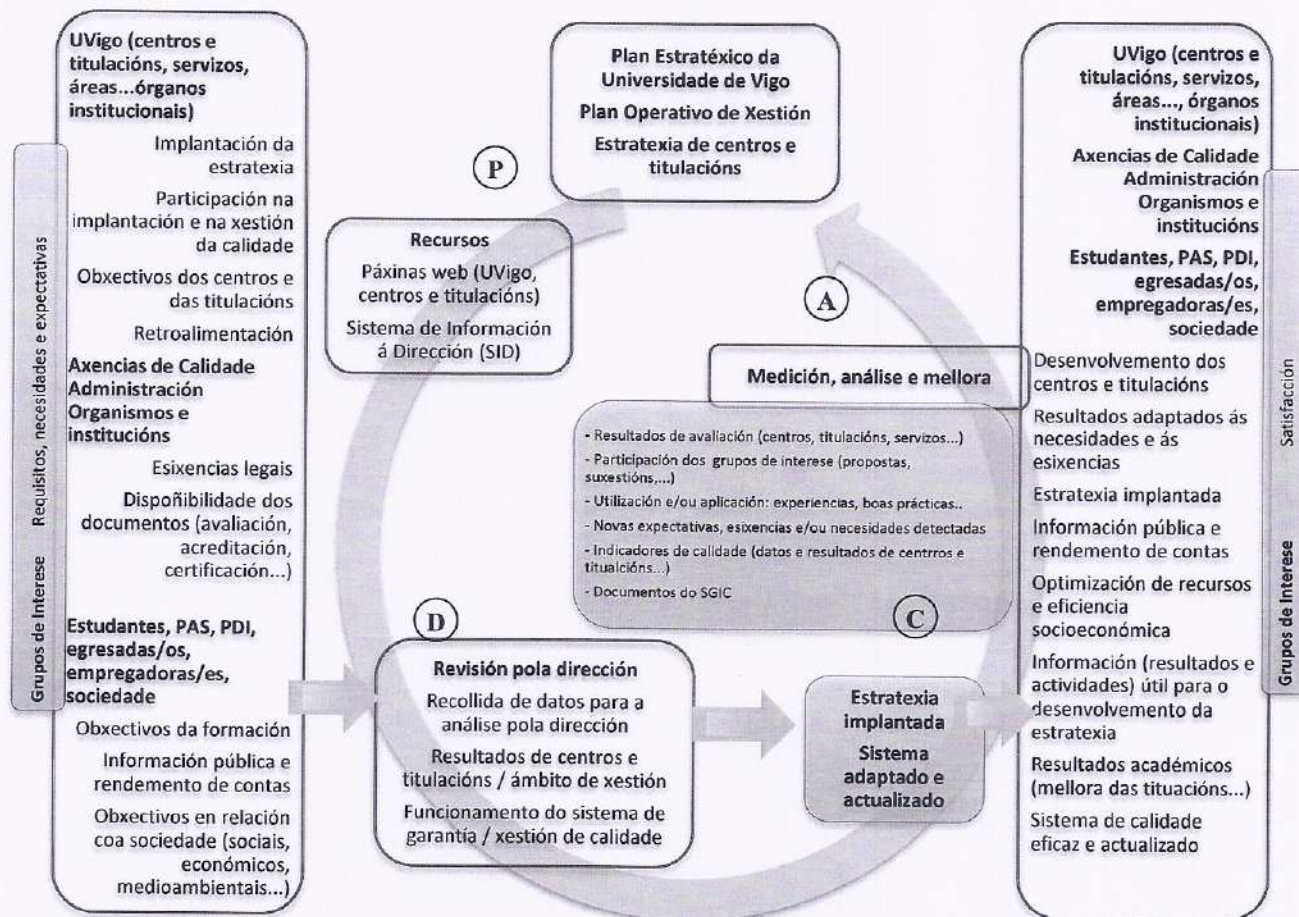 Grupos de Interese Requisitos, necesidades e expectativas
UVigo (centros e
titulacións, servizos,
áreas...órganos
institucionais)
Implantación da
estratexia
Participación na
implantación e na xestión
da calidade
Obxectivos dos centros e
das titulacións
Retroalimentación
Axencias de Calidade
Administración
Organismos e
institucións
Esixencias legais
Dispoñibilidade dos
documentos (avaliación,
acreditación,
certificación...)
Estudantes, PAS, PDI,
egresadas/os,
empregadoras/es,
sociedade
Obxectivos da formación
Información pública e
rendemento de contas
Obxectivos en relación
coa sociedade (sociais,
económicos,
medioambientais...)
Plan Estratéxico da
Universidade de Vigo
Plan Operativo de Xestión
Estratexia de centros e
titulacións
P
Recursos
Páxinas web (UVigo,
centros e titulacións)
Sistema de Información
á Dirección (SID)
A
Medición, análise e mellora
- Resultados de avaliación (centros, titulacións, servizos...)
- Participación dos grupos de interese (propostas,
suxestións,...)
- Utilización e/ou aplicación: experiencias, boas prácticas..
- Novas expectativas, esixencias e/ou necesidades detectadas
- Indicadores de calidade (datos e resultados de centrros e
titualcións...)
- Documentos do SGIC
D
C
Revisión pola dirección
Recollida de datos para a
análise pola dirección
Resultados de centros e
titulacións / ámbito de xestión
Funcionamento do sistema de
garantía / xestión de calidade
Estratexia
implantada
Sistema
adaptado e
actualizado
UVigo (centros e
titulacións, servizos,
áreas..., órganos
institucionais)
Axencias de Calidade
Administración
Organismos e
institucións
Estudantes, PAS, PDI,
egresadas/os,
empregadoras/es,
sociedade
Desenvolvemento dos
centros e titulacións
Resultados adaptados ás
necesidades e ás
esixencias
Estratexia implantada
Información pública e
rendemento de contas
Optimización de recursos
e eficiencia
socioeconómica
Información (resultados e
actividades) útil para o
desenvolvemento da
estratexia
Resultados académicos
(mellora das tituacións...)
Sistema de calidade
eficaz e actualizado
Grupos de Interese Satisfacción